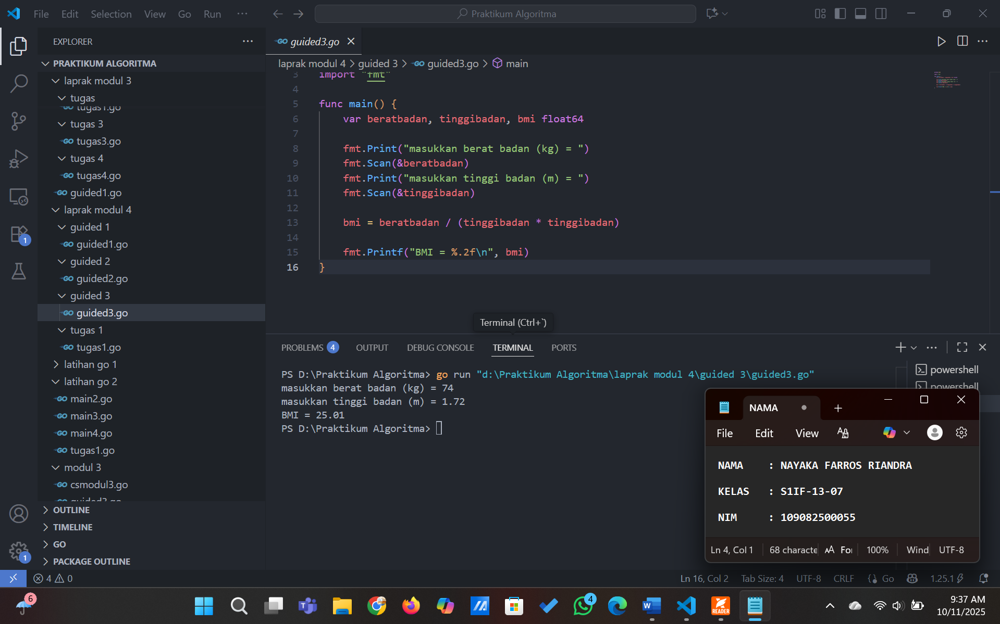 File Edit Selection View Go Run
Praktikum Algoritma
EXPLORER
PRAKTIKUM ALGORITMA
laprak modul 3
tugas
tugas1.go
tugas 3
tugas3.go
tugas 4
tugas4.go
guided1.go
laprak modul 4
guided 1
guided1.go
guided 2
guided2.go
guided 3
guided3.go
tugas 1
tugas1.go
latihan go 1
latihan go 2
main2.go
main3.go
main4.go
tugas1.go
modul 3
csmodul3.go
guided3.go
OUTLINE
TIMELINE
GO
PACKAGE OUTLINE
1
1
guided3.go
laprak modul 4 > guided 3 > guided3.go > main
3 import "fmt"
4
5 func main() {
6 var beratbadan, tinggibadan, bmi float64
7
8 fmt.Print("masukkan berat badan (kg) = ")
9 fmt.Scan(&beratbadan)
10 fmt.Print("masukkan tinggi badan (m) = ")
11 fmt.Scan(&tinggibadan)
12
13 bmi = beratbadan / (tinggibadan * tinggibadan)
14
15 fmt.Printf("BMI = %.2f\n", bmi)
16 }
Terminal (Ctrl+`)
PROBLEMS 4 OUTPUT DEBUG CONSOLE TERMINAL PORTS
PS D:\Praktikum Algoritma> go run "d:\Praktikum Algoritma\laprak modul 4\guided 3\guided3.go"
masukkan berat badan (kg) = 74
masukkan tinggi badan (m) = 1.72
BMI = 25.01
PS D:\Praktikum Algoritma>
powershell
powershell
NAMA
File Edit View
NAMA : NAYAKA FARROS RIANDRA
KELAS : S1IF-13-07
NIM : 109082500055
Ln 4, Col 1 68 characte For 100% Wind UTF-8
4 0
Ln 16, Col 2 Tab Size: 4 UTF-8 CRLF Go 1.25.1
6
4
READER
9:37 AM
10/11/2025